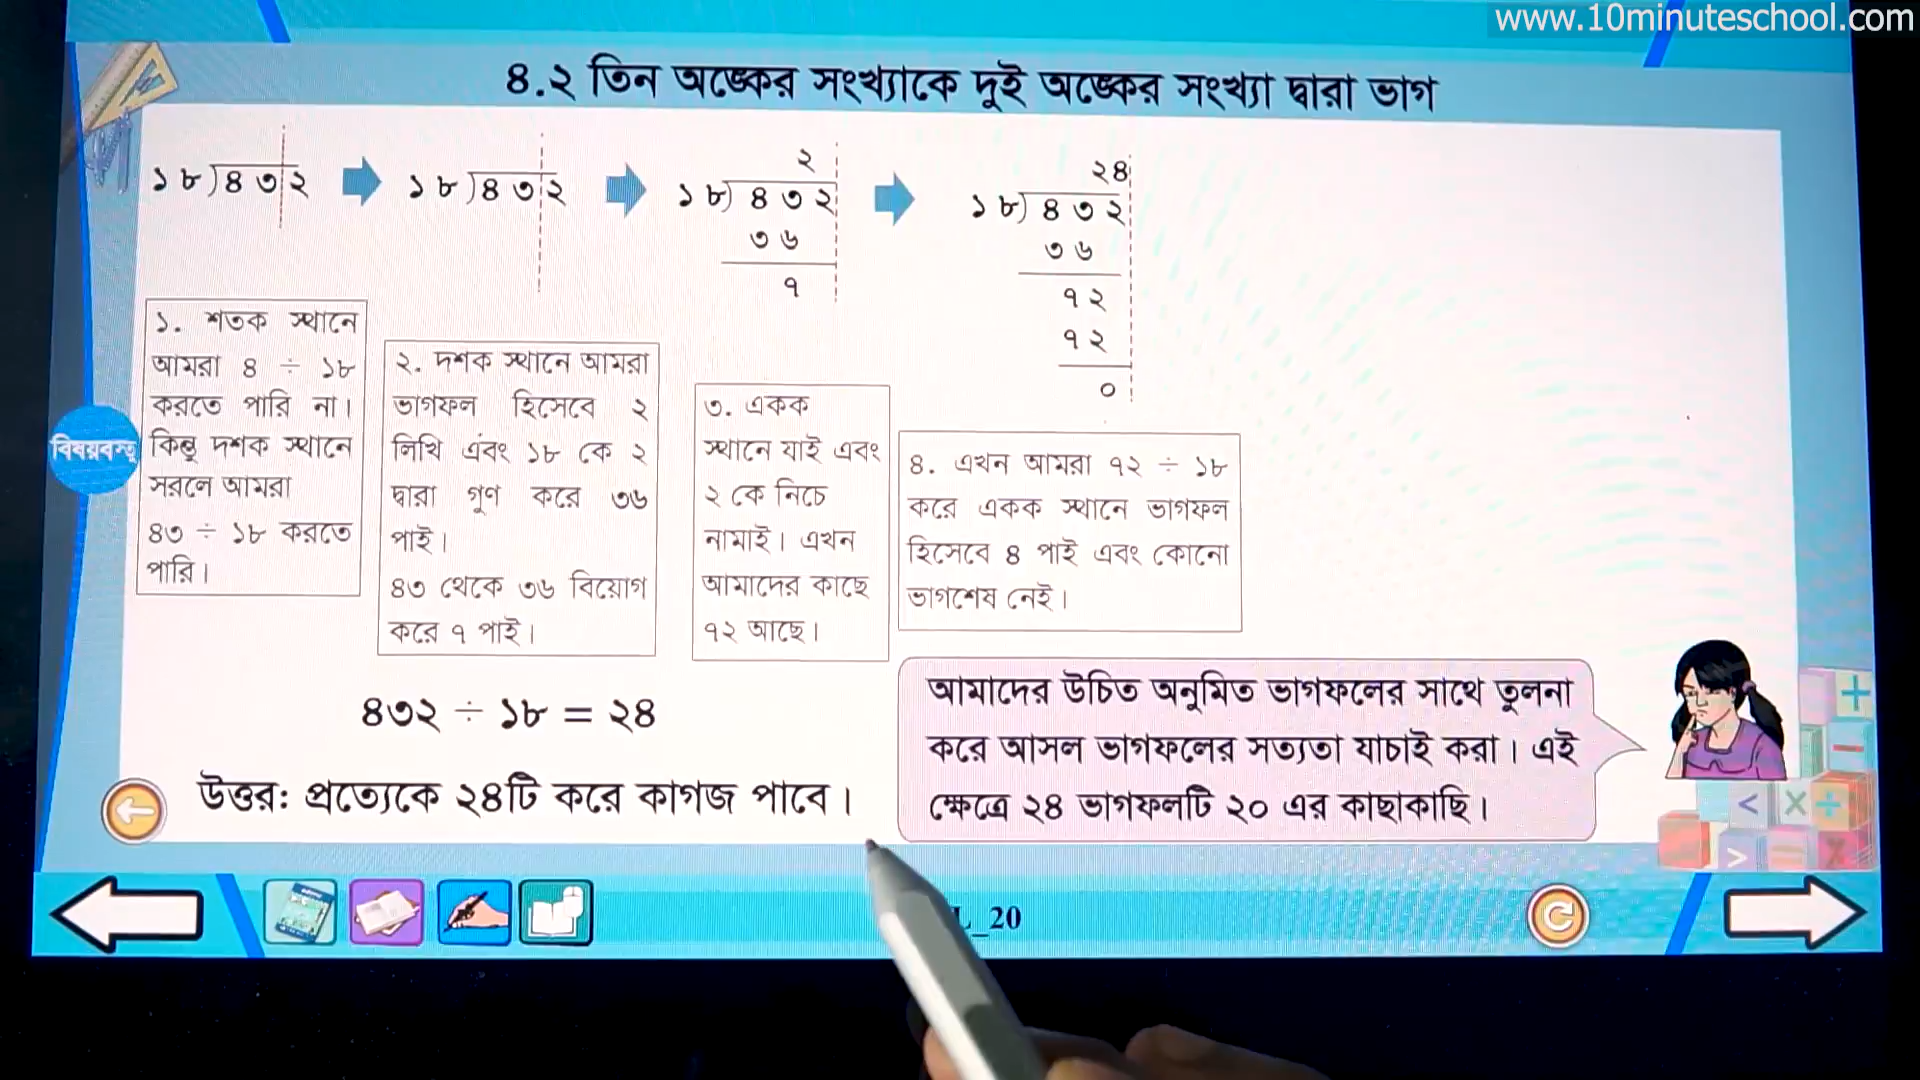 www.10minuteschool.com
৪.২ তিন অঙ্কের সংখ্যাকে দুই অঙ্কের সংখ্যা দ্বারা ভাগ
১৮)৪৩২
১৮)৪৩২
২
১৮)৪৩২
৩৬
৭
২৪
১৮)৪৩২
৩৬
৭২
৭২
০
১. শতক স্থানে
আমরা ৪ ÷ ১৮
করতে পারি না।
কিন্তু দশক স্থানে
সরলে আমরা
৪৩ ÷ ১৮ করতে
পারি।
২. দশক স্থানে আমরা
ভাগফল হিসেবে ২
লিখি এবং ১৮ কে ২
দ্বারা গুণ করে ৩৬
পাই।
৪৩ থেকে ৩৬ বিয়োগ
করে ৭ পাই।
৩. একক
স্থানে যাই এবং
২ কে নিচে
নামাই। এখন
আমাদের কাছে
৭২ আছে।
৪. এখন আমরা ৭২ ÷ ১৮
করে একক স্থানে ভাগফল
হিসেবে ৪ পাই এবং কোনো
ভাগশেষ নেই।
বিষয়বস্তু
৪৩২ ÷ ১৮ = ২৪
উত্তর: প্রত্যেকে ২৪টি করে কাগজ পাবে।
আমাদের উচিত অনুমিত ভাগফলের সাথে তুলনা
করে আসল ভাগফলের সত্যতা যাচাই করা। এই
ক্ষেত্রে ২৪ ভাগফলটি ২০ এর কাছাকাছি।
L_20